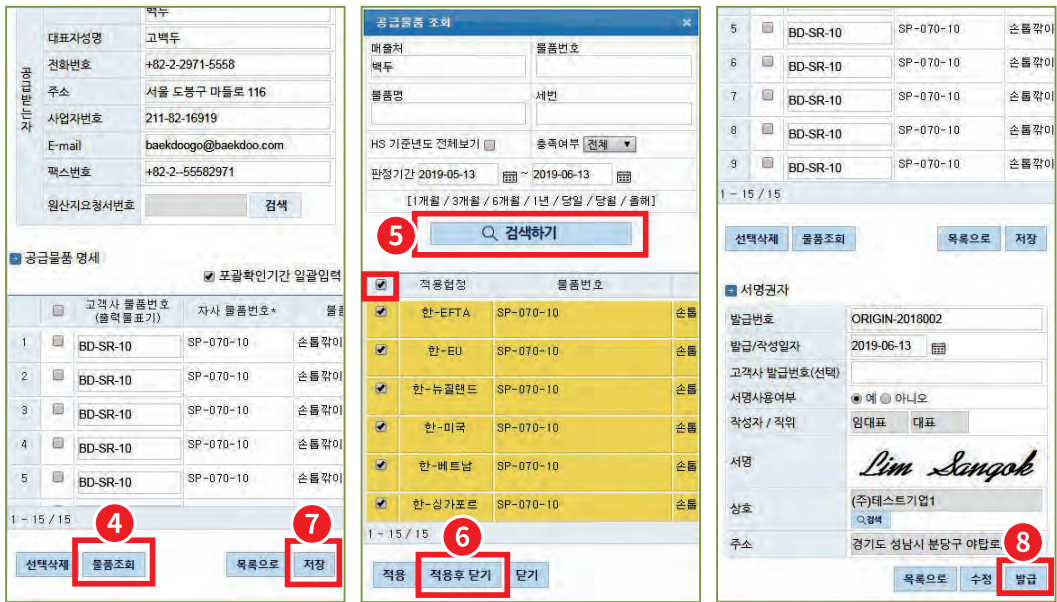 백두
공급받는자
대표자성명 고백두
전화번호 +82-2-2971-5558
주소 서울 도봉구 마들로 116
사업자번호 211-82-16919
E-mail baekdoogo@baekdoo.com
팩스번호 +82-2--55582971
원산지요청서번호 검색
공급물품 명세
포괄확인기간 일괄입력
고객사 물품번호 자사 물품번호*
(출력물표기)
1 BD-SR-10 SP-070-10 손톱깎이
2 BD-SR-10 SP-070-10 손톱깎이
3 BD-SR-10 SP-070-10 손톱깎이
4 BD-SR-10 SP-070-10 손톱깎이
5 BD-SR-10 SP-070-10 손톱깎이
1 - 15 / 15
4 7
선택삭제 물품조회 목록으로 저장
공급물품 조회 ×
매출처 물품번호
백두
물품명 세번
HS 기준년도 전체보기 충족여부 전체 ▼
판정기간 2019-05-13 ~ 2019-06-13
[1개월 / 3개월 / 6개월 / 1년 / 당일 / 당월 / 올해]
5 검색하기
적용협정 물품번호
한-EFTA SP-070-10 손톱
한-EU SP-070-10 손톱
한-뉴질랜드 SP-070-10 손톱
한-미국 SP-070-10 손톱
한-베트남 SP-070-10 손톱
한-싱가포르 SP-070-10 손톱
1 - 15 / 15 6
적용 적용후 닫기 닫기
5 BD-SR-10 SP-070-10 손톱깎이
6 BD-SR-10 SP-070-10 손톱깎이
7 BD-SR-10 SP-070-10 손톱깎이
8 BD-SR-10 SP-070-10 손톱깎이
9 BD-SR-10 SP-070-10 손톱깎이
1 - 15 / 15
선택삭제 물품조회 목록으로 저장
서명권자
발급번호 ORIGIN-2018002
발급/작성일자 2019-06-13
고객사 발급번호(선택)
서명사용여부 예 아니오
작성자 / 직위 임대표 대표
서명 Lim Sangok
상호 (주)테스트기업1
검색
주소 경기도 성남시 분당구 야탑로
8
목록으로 수정 발급